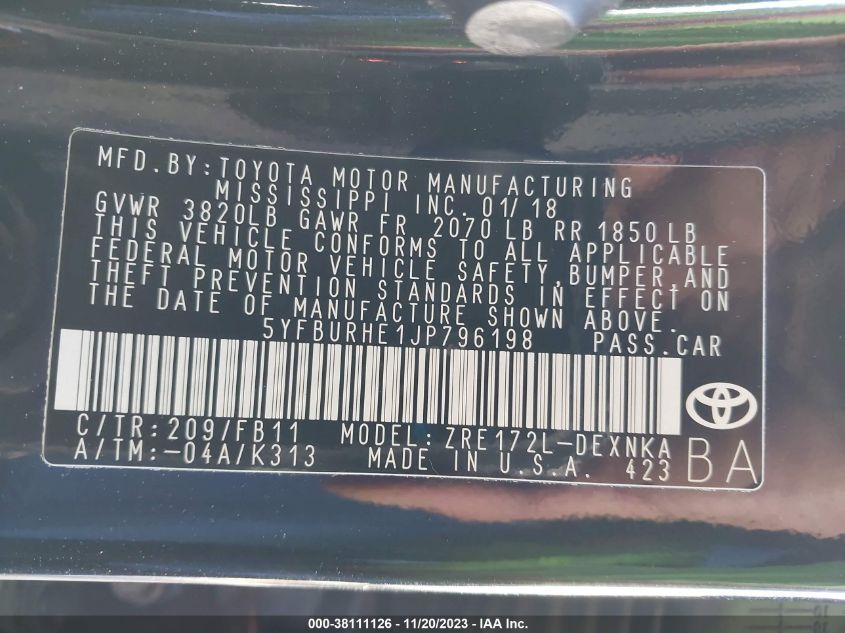 MFD.BY:TOYOTA MOTOR MANUFACTURING
MISSISSIPPI INC. 01/18
GVWR 3820LB GAWR FR 2070 LB RR 1850 LB
THIS VEHICLE CONFORMS TO ALL APPLICABLE
FEDERAL MOTOR VEHICLE SAFETY,BUMPER,AND
THEFT PREVENTION STANDARDS IN EFFECT ON
THE DATE OF MANUFACTURE SHOWN ABOVE.
5YFBURHE1JP796198 PASS.CAR
C/TR:209/FB11 MODEL:ZRE172L-DEXNKA
A/TM:-04A/K313 MADE IN U.S.A. 423 BA
000-38111126 - 11/20/2023 - IAA Inc.